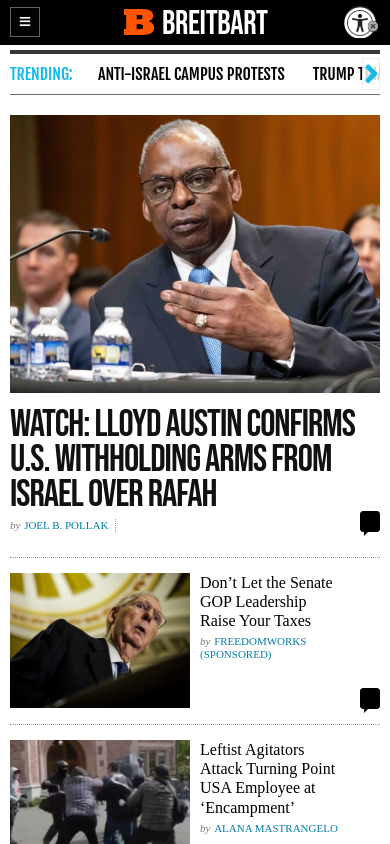 BREITBART
TRENDING:
ANTI-ISRAEL CAMPUS PROTESTS
TRUMP
WATCH: LLOYD AUSTIN CONFIRMS
U.S. WITHHOLDING ARMS FROM
ISRAEL OVER RAFAH
by JOEL B. POLLAK
Don’t Let the Senate
GOP Leadership
Raise Your Taxes
by FREEDOMWORKS
(SPONSORED)
Leftist Agitators
Attack Turning Point
USA Employee at
‘Encampment’
by ALANA MASTRANGELO